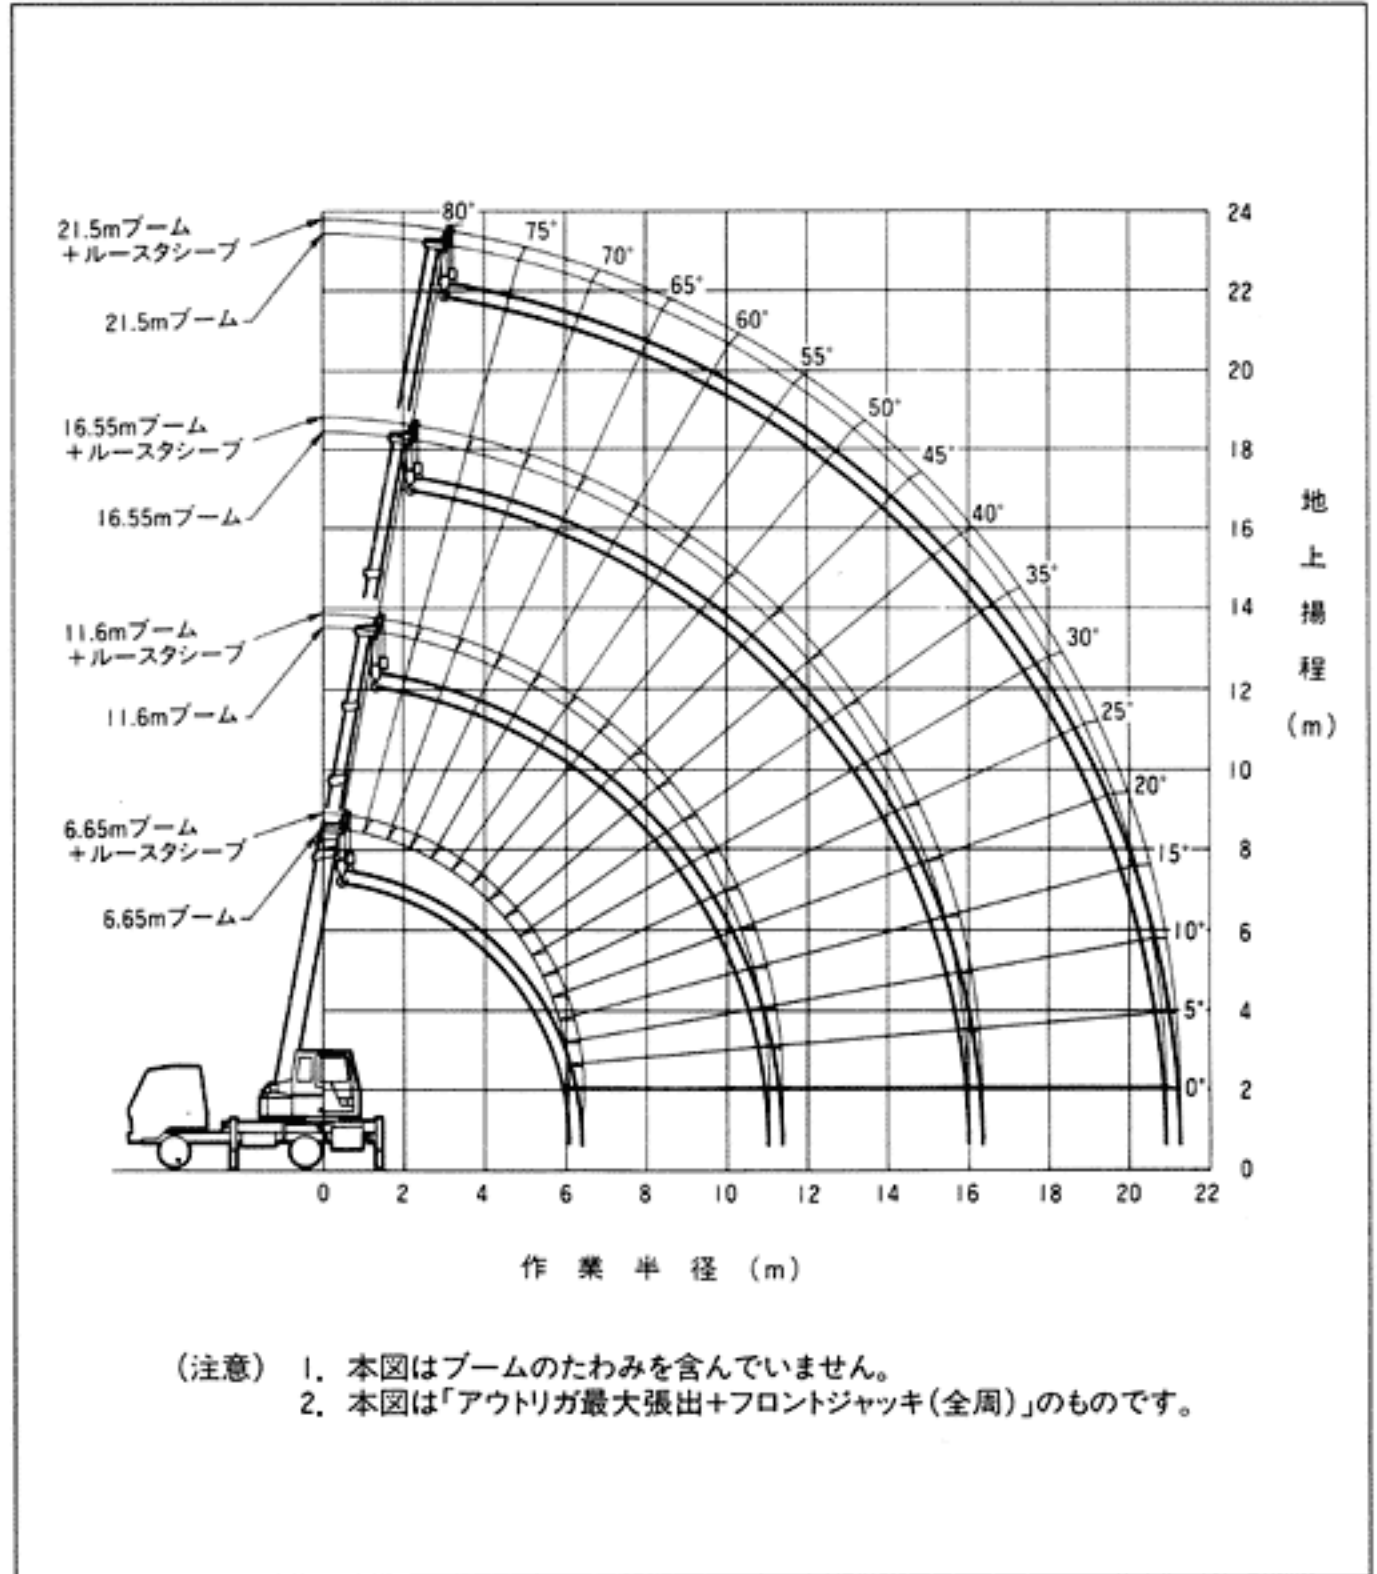 21.5mブーム
+ルースタシーブ
21.5mブーム
16.55mブーム
+ルースタシーブ
16.55mブーム
11.6mブーム
+ルースタシーブ
11.6mブーム
6.65mブーム
+ルースタシーブ
6.65mブーム
80°
75°
70°
65°
60°
55°
50°
45°
40°
35°
30°
25°
20°
15°
10°
5°
0°
24
22
20
18
16
14
12
10
8
6
4
2
0
地上揚程(m)
0 2 4 6 8 10 12 14 16 18 20 22
作業半径(m)
(注意) 1. 本図はブームのたわみを含んでいません。
2. 本図は「アウトリガ最大張出+フロントジャッキ(全周)」のものです。